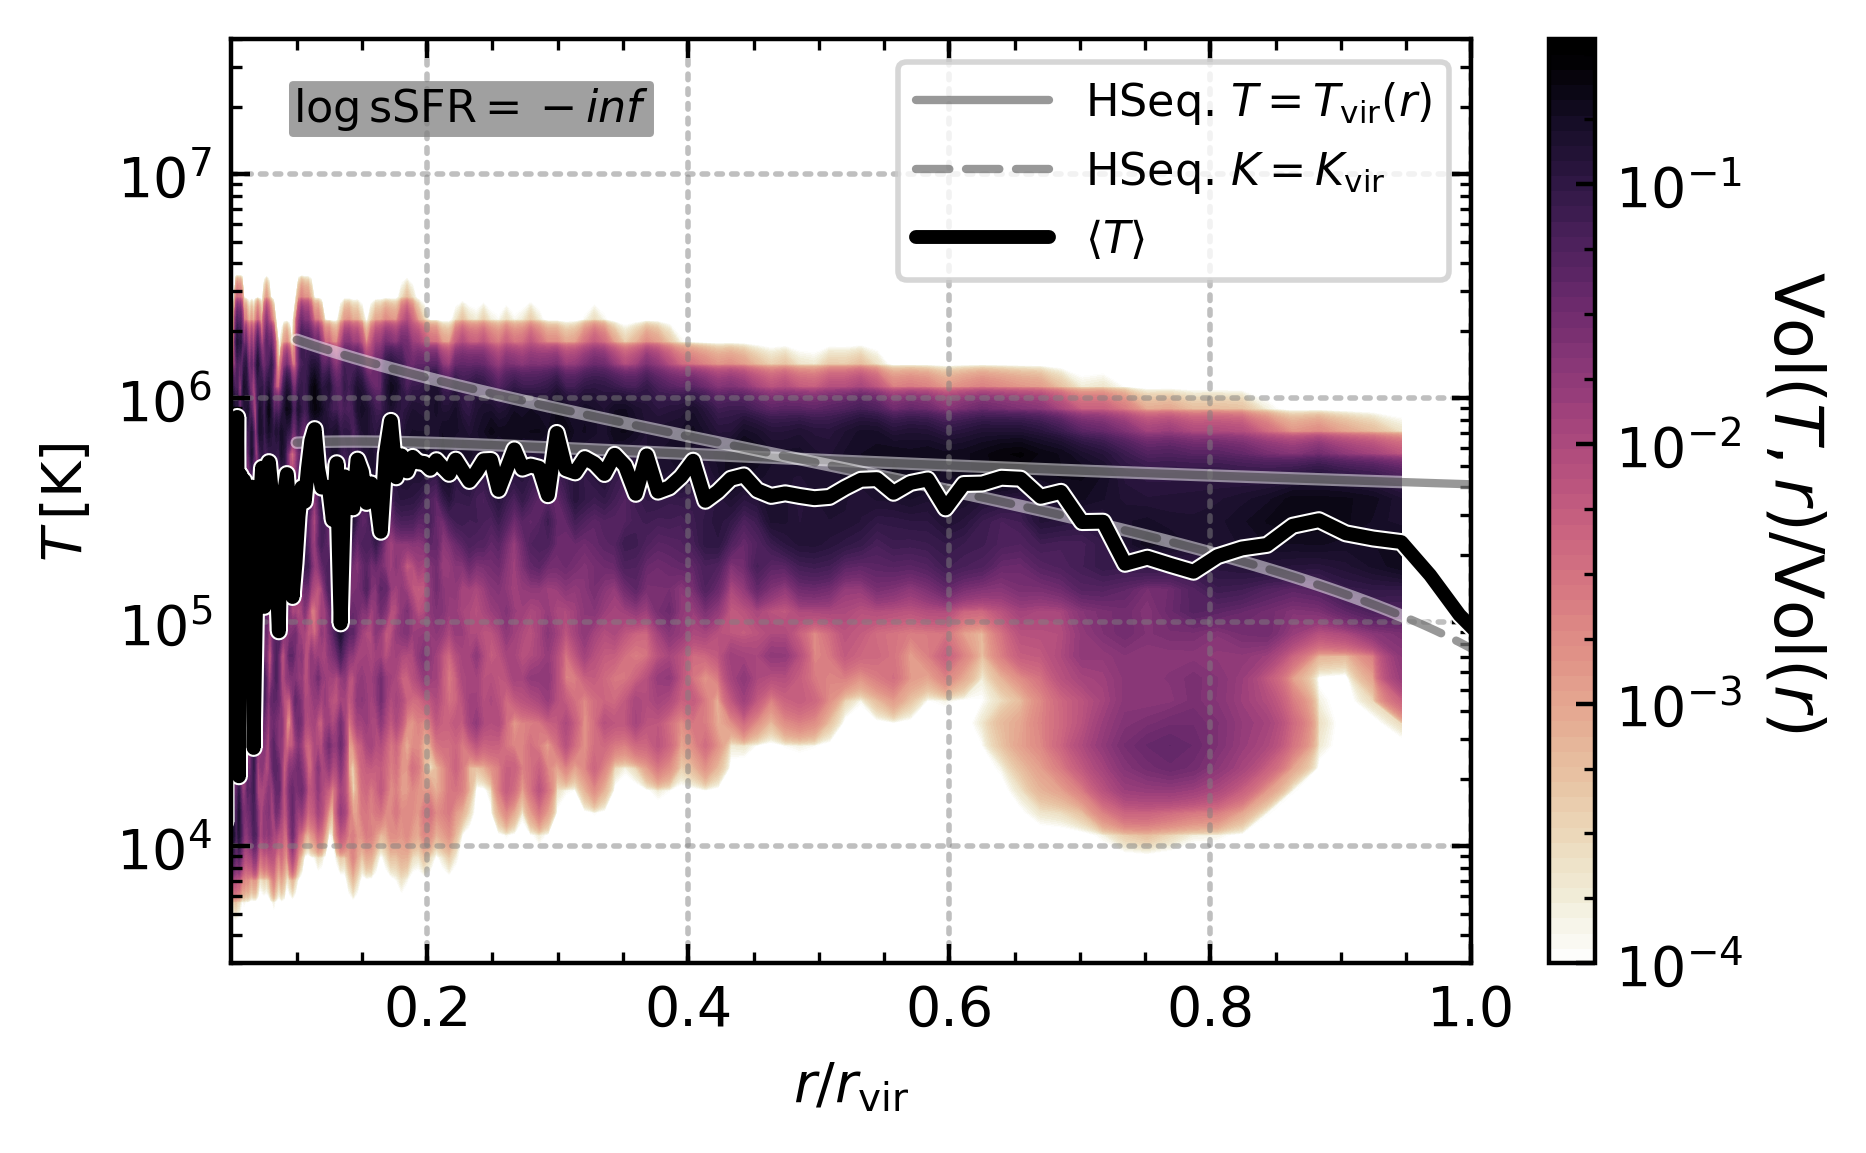 log sSFR = −inf
HSeq. T = T_vir(r)
HSeq. K = K_vir
⟨T⟩
10^7
10^6
10^5
10^4
T [K]
0.2 0.4 0.6 0.8 1.0
r/r_vir
10^−1
10^−2
10^−3
10^−4
Vol(T, r)/Vol(r)